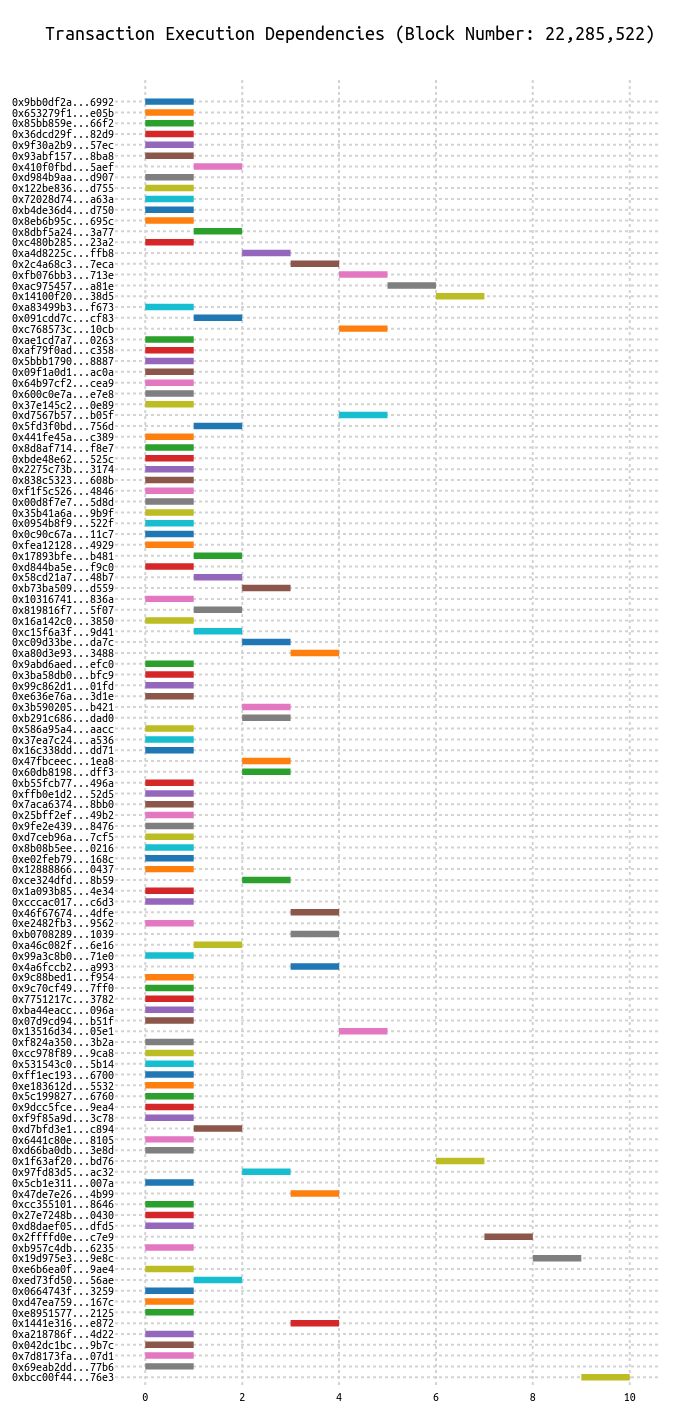 Transaction Execution Dependencies (Block Number: 22,285,522)
0x9bb0df2a...6992
0x653279f1...e05b
0x85bb859e...66f2
0x36dcd29f...82d9
0x9f30a2b9...57ec
0x93abf157...8ba8
0x410f0fbd...5aef
0xd984b9aa...d907
0x122be836...d755
0x72028d74...a63a
0xb4de36d4...d750
0x8eb6b95c...695c
0x8dbf5a24...3a77
0xc480b285...23a2
0xa4d8225c...ffb8
0x2c4a68c3...7eca
0xfb076bb3...713e
0xac975457...a81e
0x14100f20...38d5
0xa83499b3...f673
0x091cdd7c...cf83
0xc768573c...10cb
0xae1cd7a7...0263
0xaf79f0ad...c358
0x5bbb1790...8887
0x09f1a0d1...ac0a
0x64b97cf2...cea9
0x600c0e7a...e7e8
0x37e145c2...0e89
0xd7567b57...b05f
0x5fd3f0bd...756d
0x441fe45a...c389
0x8d8af714...f8e7
0xbde48e62...525c
0x2275c73b...3174
0x838c5323...608b
0xf1f5c526...4846
0x00d8f7e7...5d8d
0x35b41a6a...9b9f
0x0954b8f9...522f
0x0c90c67a...11c7
0xfea12128...4929
0x17893bfe...b481
0xd844ba5e...f9c0
0x58cd21a7...48b7
0xb73ba509...d559
0x10316741...836a
0x819816f7...5f07
0x16a142c0...3850
0xc15f6a3f...9d41
0xc09d33be...da7c
0xa80d3e93...3488
0x9abd6aed...efc0
0x3ba58db0...bfc9
0x99c862d1...01fd
0xe636e76a...3d1e
0x3b590205...b421
0xb291c686...dad0
0x586a95a4...aacc
0x37ea7c24...a536
0x16c338dd...dd71
0x47fbceec...1ea8
0x60db8198...dff3
0xb55fcb77...496a
0xffb0e1d2...52d5
0x7aca6374...8bb0
0x25bff2ef...49b2
0x9fe2e439...8476
0xd7ceb96a...7cf5
0x8b08b5ee...0216
0xe02feb79...168c
0x12888866...0437
0xce324dfd...8b59
0x1a093b85...4e34
0xcccac017...c6d3
0x46f67674...4dfe
0xe2482fb3...9562
0xb0708289...1039
0xa46c082f...6e16
0x99a3c8b0...71e0
0x4a6fccb2...a993
0x9c88bed1...f954
0x9c70cf49...7ff0
0x7751217c...3782
0xba44eacc...096a
0x07d9cd94...b51f
0x13516d34...05e1
0xf824a350...3b2a
0xcc978f89...9ca8
0x531543c0...5b14
0xff1ec193...6700
0xe183612d...5532
0x5c199827...6760
0x9dcc5fce...9ea4
0xf9f85a9d...3c78
0xd7bfd3e1...c894
0x6441c80e...8105
0xd66ba0db...3e8d
0x1f63af20...bd76
0x97fd83d5...ac32
0x5cb1e311...007a
0x47de7e26...4b99
0xcc355101...8646
0x27e7248b...0430
0xd8daef05...dfd5
0x2ffffd0e...c7e9
0xb957c4db...6235
0x19d975e3...9e8c
0xe6b6ea0f...9ae4
0xed73fd50...56ae
0x0664743f...3259
0xd47ea759...167c
0xe8951577...2125
0x1441e316...e872
0xa218786f...4d22
0x042dc1bc...9b7c
0x7d8173fa...07d1
0x69eab2dd...77b6
0xbcc00f44...76e3
0 2 4 6 8 10